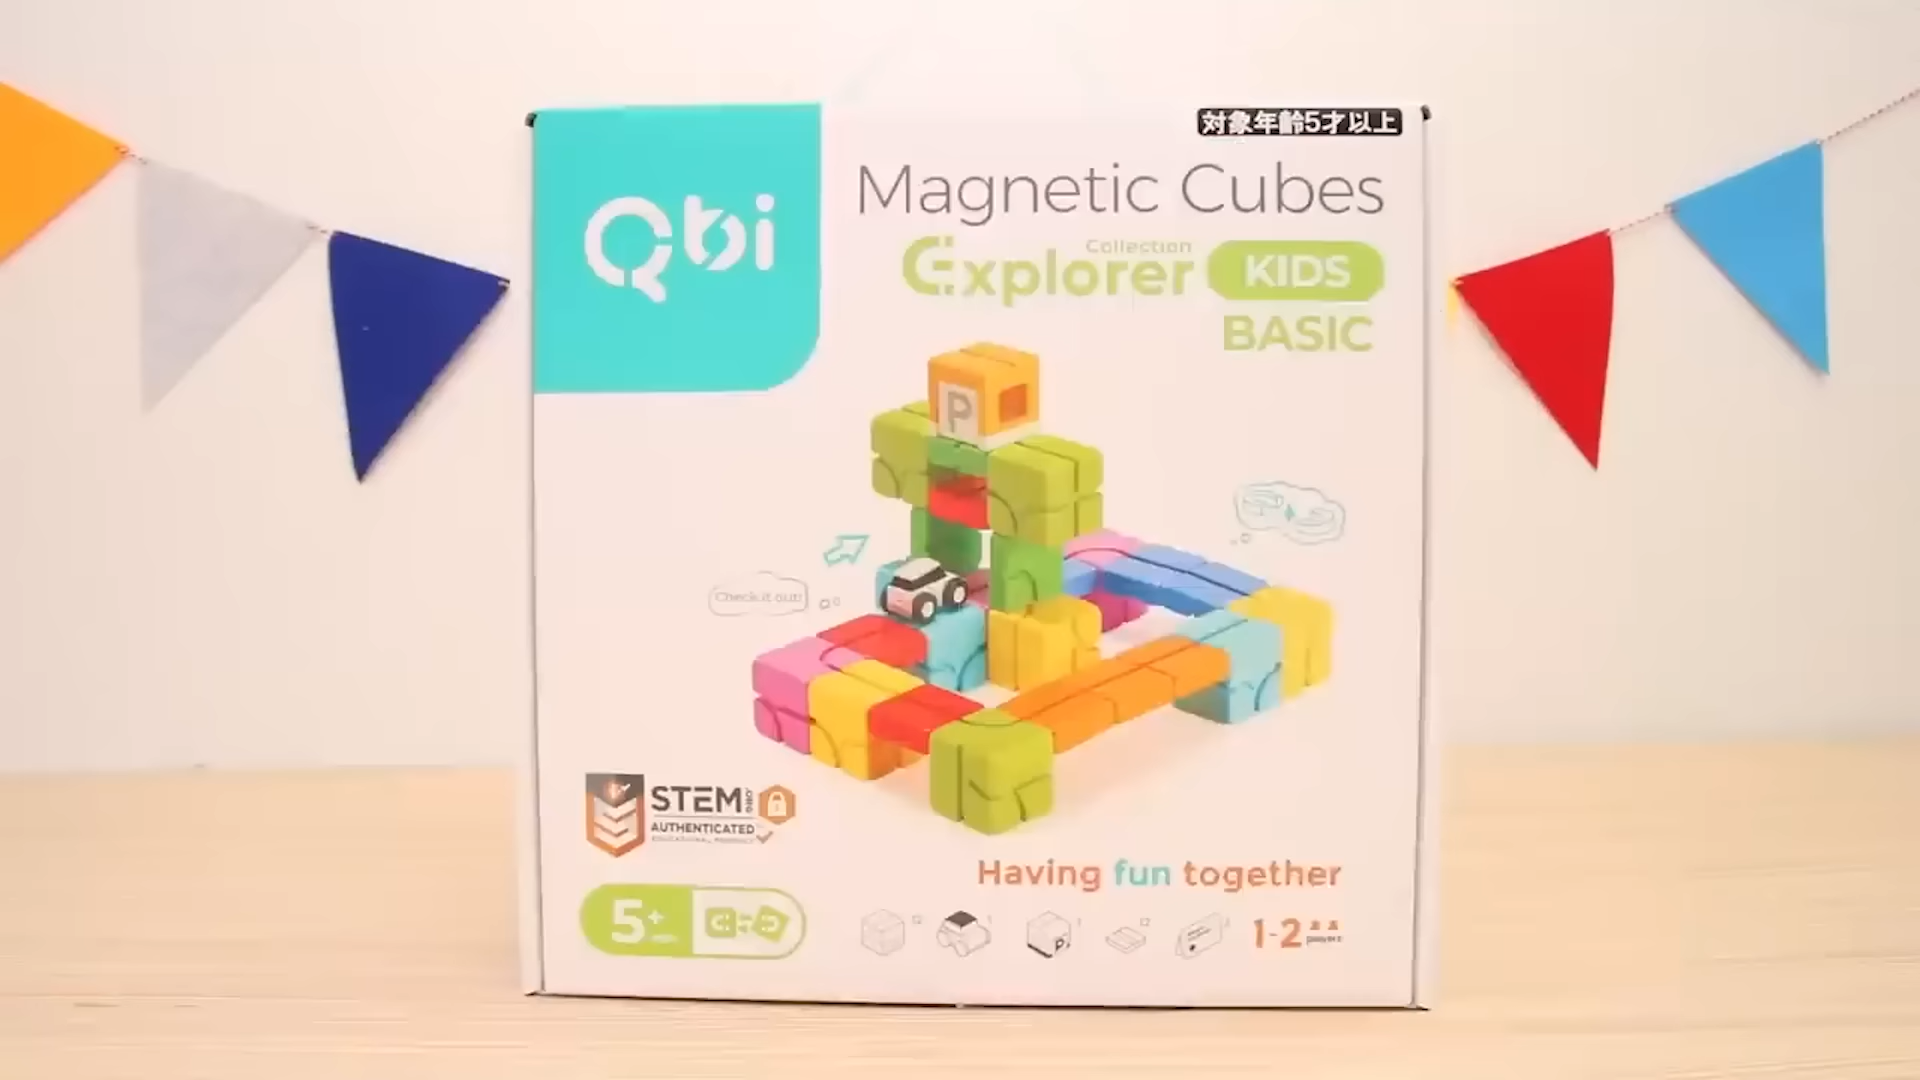 対象年齢5才以上
Qbi
Magnetic Cubes
Collection
Explorer KIDS
BASIC
P
Check it out!
STEM
AUTHENTICATED
Having fun together
5+
P
1-2
players